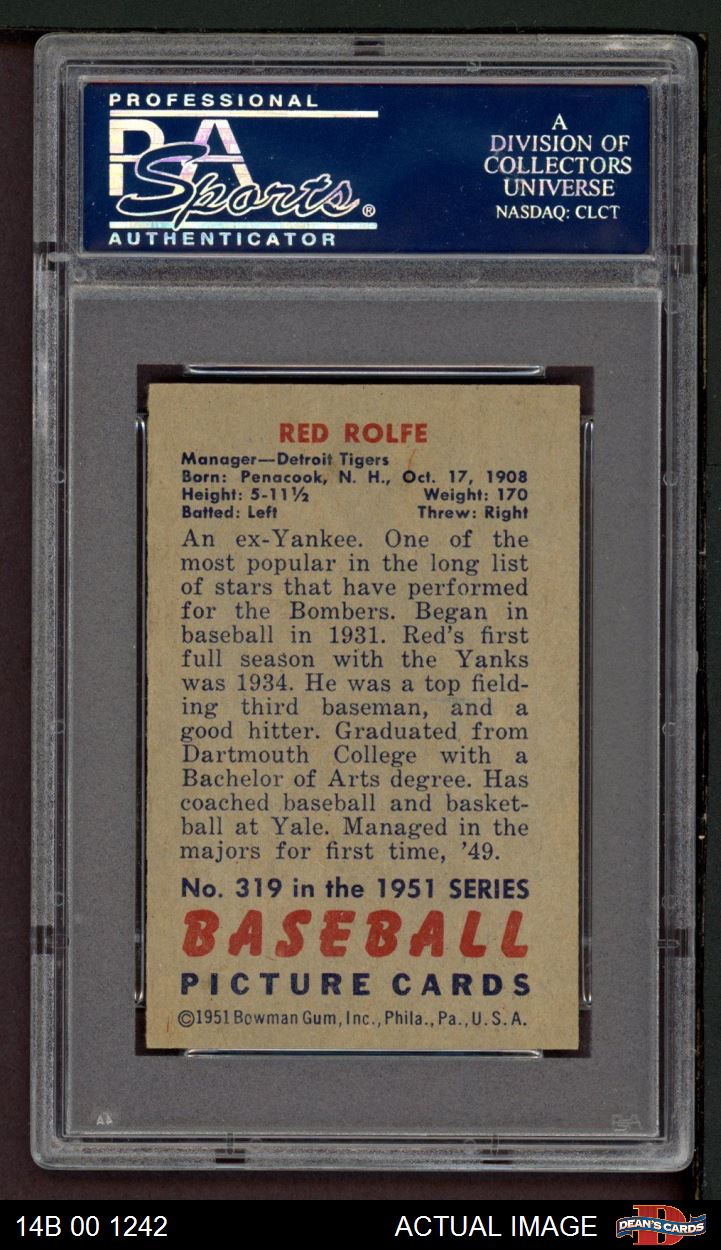 PROFESSIONAL
PSA
Sports®
AUTHENTICATOR
A
DIVISION OF
COLLECTORS
UNIVERSE
NASDAQ: CLCT
RED ROLFE
Manager—Detroit Tigers
Born: Penacook, N. H., Oct. 17, 1908
Height: 5-11½ Weight: 170
Batted: Left Threw: Right
An ex-Yankee. One of the
most popular in the long list
of stars that have performed
for the Bombers. Began in
baseball in 1931. Red's first
full season with the Yanks
was 1934. He was a top field-
ing third baseman, and a
good hitter. Graduated from
Dartmouth College with a
Bachelor of Arts degree. Has
coached baseball and basket-
ball at Yale. Managed in the
majors for first time, '49.
No. 319 in the 1951 SERIES
BASEBALL
PICTURE CARDS
©1951 Bowman Gum, Inc., Phila., Pa., U. S. A.
14B 00 1242
ACTUAL IMAGE
DEAN'S CARDS